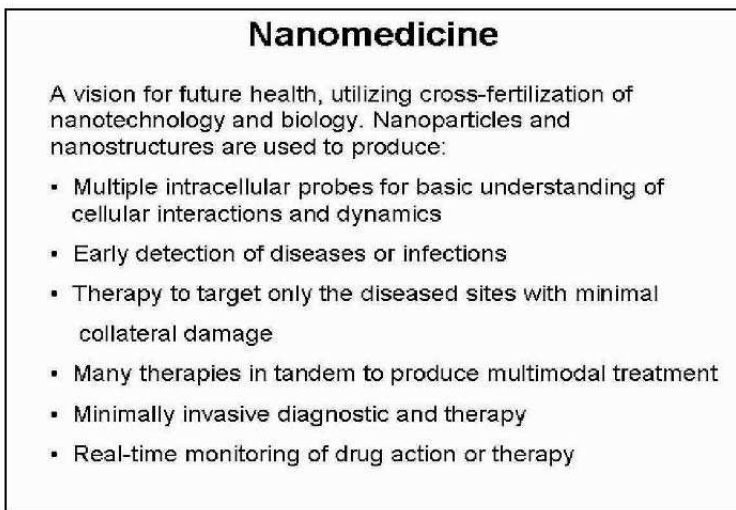 Nanomedicine
A vision for future health, utilizing cross-fertilization of
nanotechnology and biology. Nanoparticles and
nanostructures are used to produce:
▪ Multiple intracellular probes for basic understanding of
cellular interactions and dynamics
▪ Early detection of diseases or infections
▪ Therapy to target only the diseased sites with minimal
collateral damage
▪ Many therapies in tandem to produce multimodal treatment
▪ Minimally invasive diagnostic and therapy
▪ Real-time monitoring of drug action or therapy